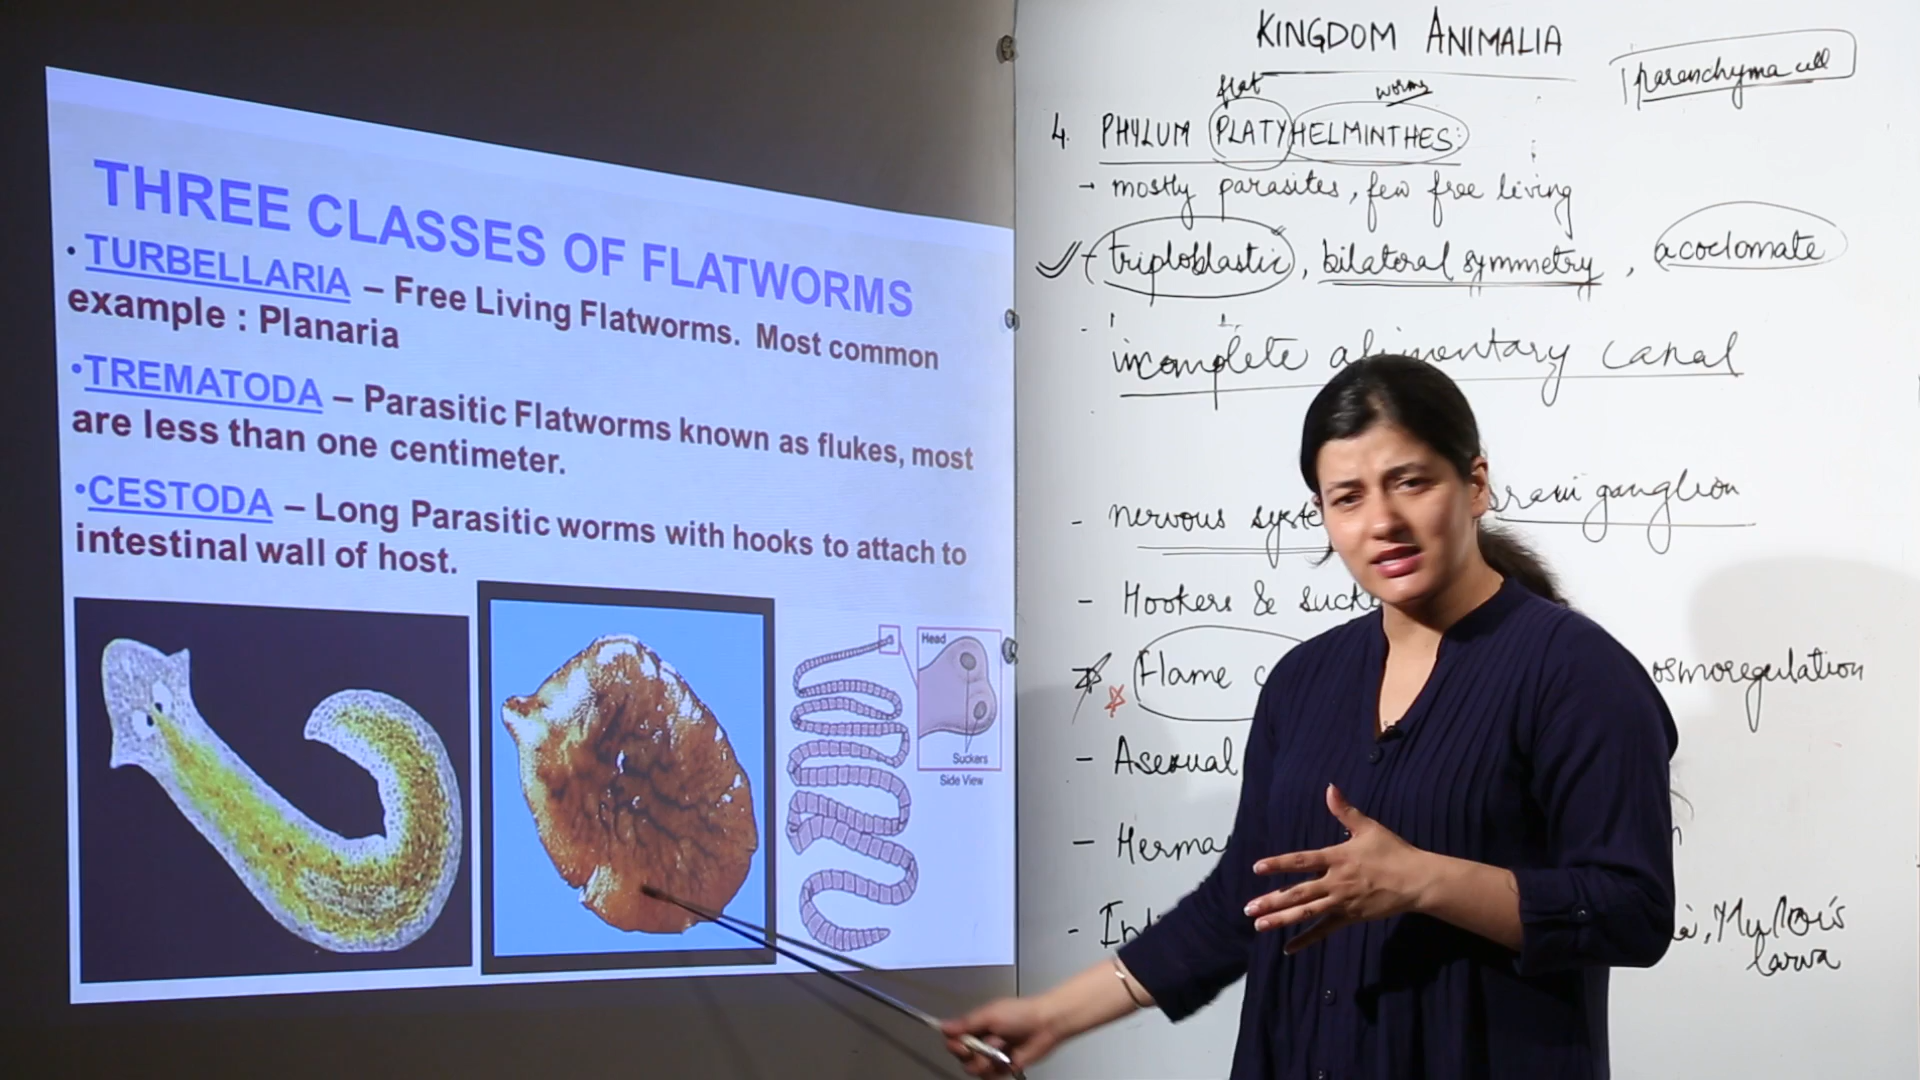 THREE CLASSES OF FLATWORMS
• TURBELLARIA – Free Living Flatworms. Most common
example : Planaria
•TREMATODA – Parasitic Flatworms known as flukes, most
are less than one centimeter.
•CESTODA – Long Parasitic worms with hooks to attach to
intestinal wall of host.
Head
Suckers
Side View
KINGDOM ANIMALIA
parenchyma cell
flat worms
4. PHYLUM PLATYHELMINTHES:
→ mostly parasites, few free living
triploblastic, bilateral symmetry, acoelomate
incomplete alimentary canal
- nervous syste ganglion
- Hookers & sucke
Flame c osmoregulation
- Asexual
- Herma
- In
larva